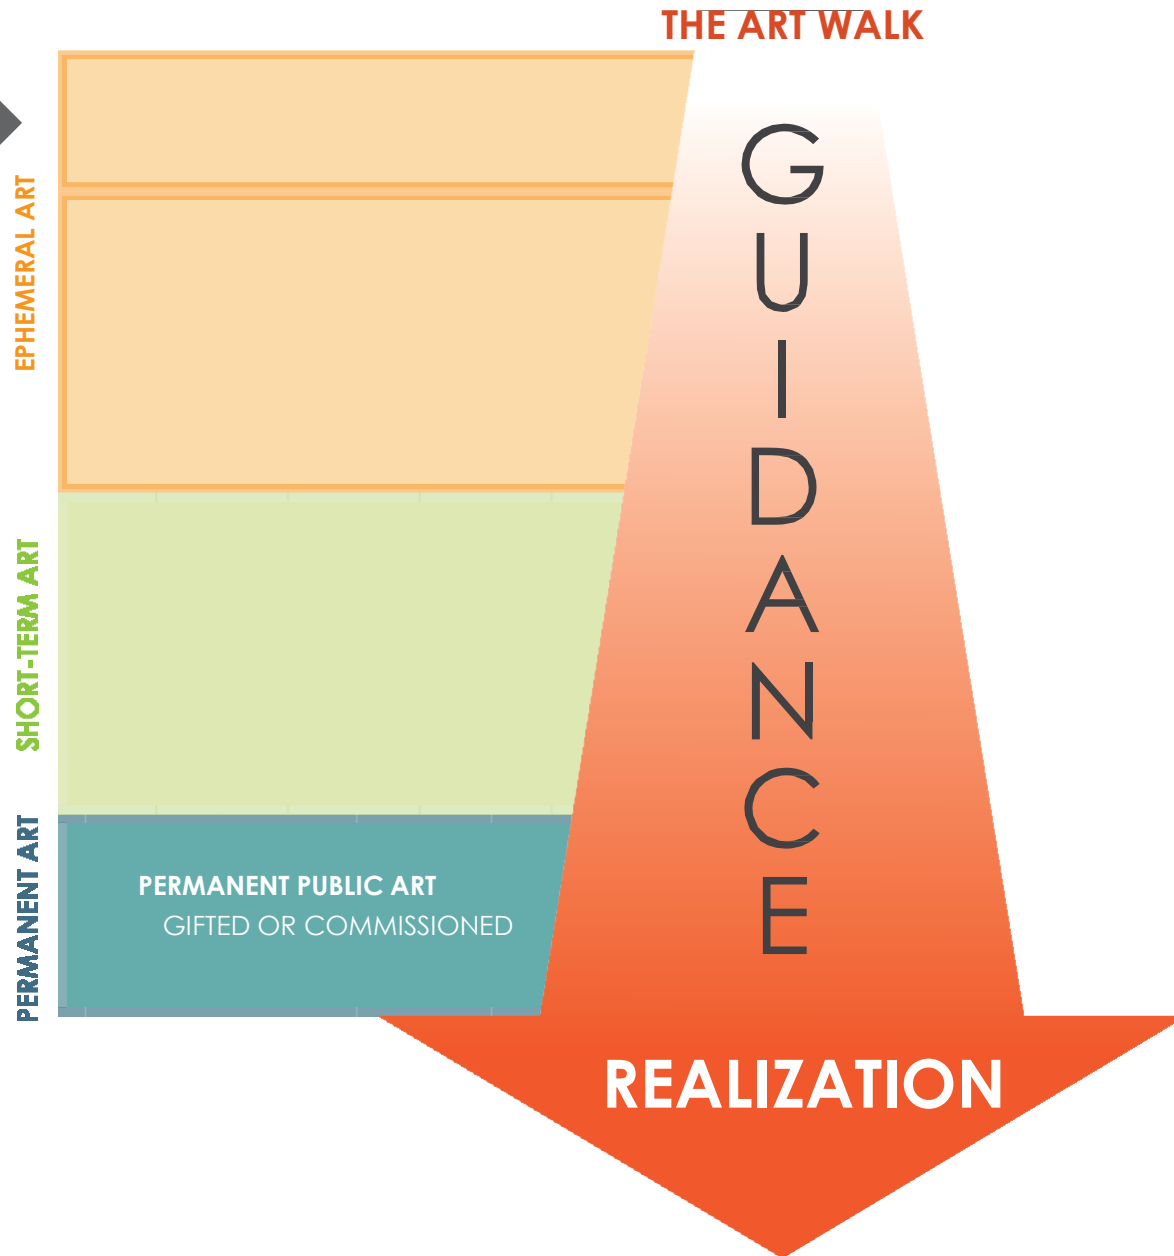 THE ART WALK
EPHEMERAL ART
SHORT-TERM ART
PERMANENT ART
PERMANENT PUBLIC ART
GIFTED OR COMMISSIONED
GUIDANCE
REALIZATION